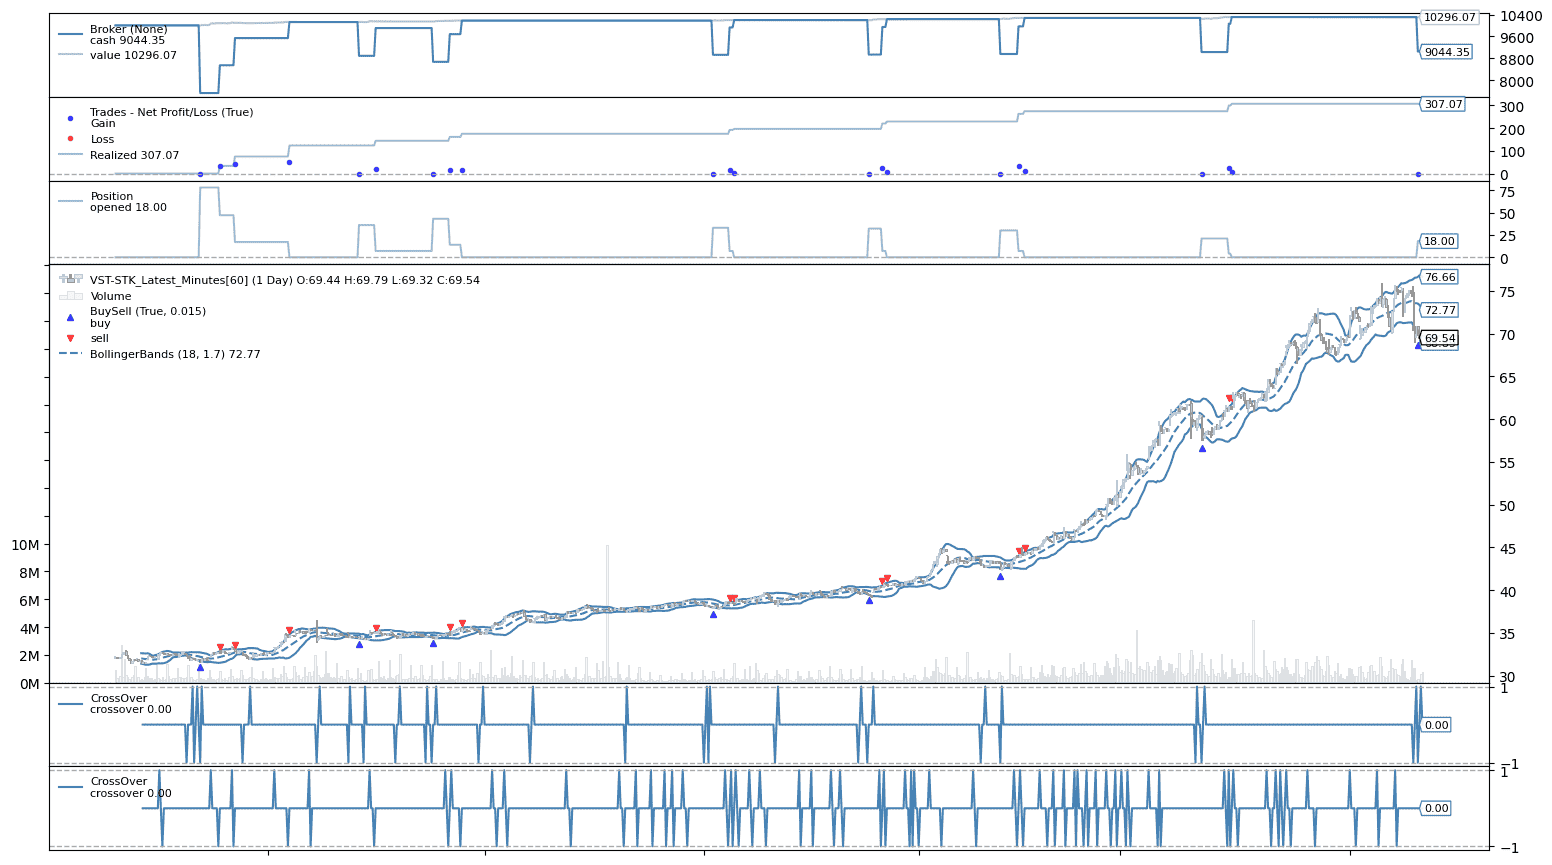 Broker (None)
cash 9044.35
value 10296.07
10296.07
9044.35
10400
9600
8800
8000
Trades - Net Profit/Loss (True)
Gain
Loss
Realized 307.07
307.07
300
200
100
0
Position
opened 18.00
18.00
75
50
25
0
VST-STK_Latest_Minutes[60] (1 Day) O:69.44 H:69.79 L:69.32 C:69.54
Volume
BuySell (True, 0.015)
buy
sell
BollingerBands (18, 1.7) 72.77
76.66
72.77
69.54
75
70
65
60
55
50
45
40
35
30
10M
8M
6M
4M
2M
0M
CrossOver
crossover 0.00
0.00
1
−1
CrossOver
crossover 0.00
0.00
1
−1